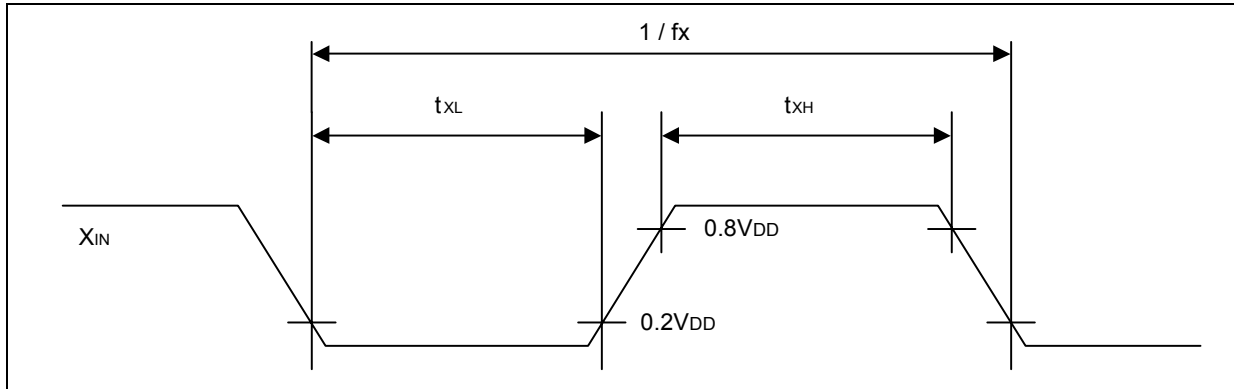 1 / fx
tXL
tXH
XIN
0.8VDD
0.2VDD